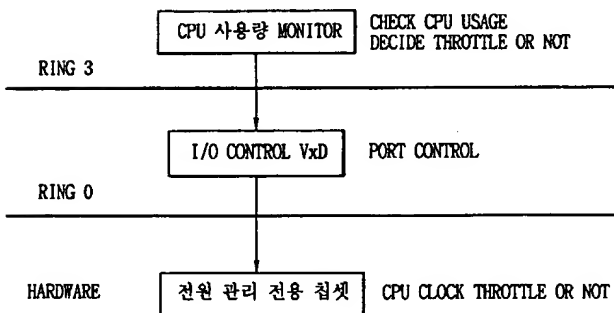 CPU 사용량 MONITOR
CHECK CPU USAGE
DECIDE THROTTLE OR NOT
RING 3
I/O CONTROL VxD
PORT CONTROL
RING 0
HARDWARE
전원 관리 전용 칩셋
CPU CLOCK THROTTLE OR NOT